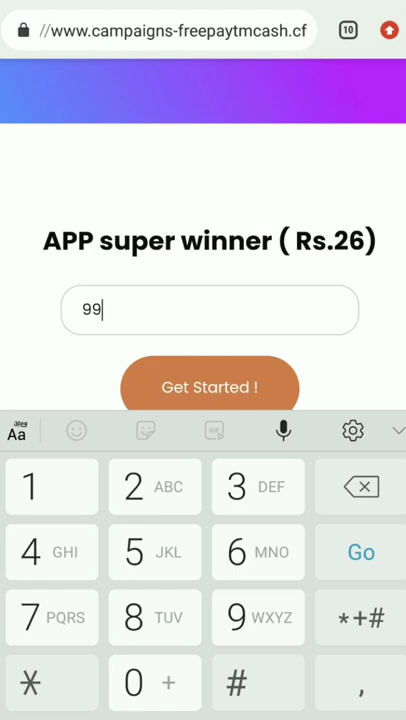 10
//www.campaigns-freepaytmcash.cf
APP super winner ( Rs.26)
99
Get Started !
Aa
GIF
1
2 ABC
3 DEF
4 GHI
5 JKL
6 MNO
Go
7 PQRS
8 TUV
9 WXYZ
*+#
*
0 +
#
,